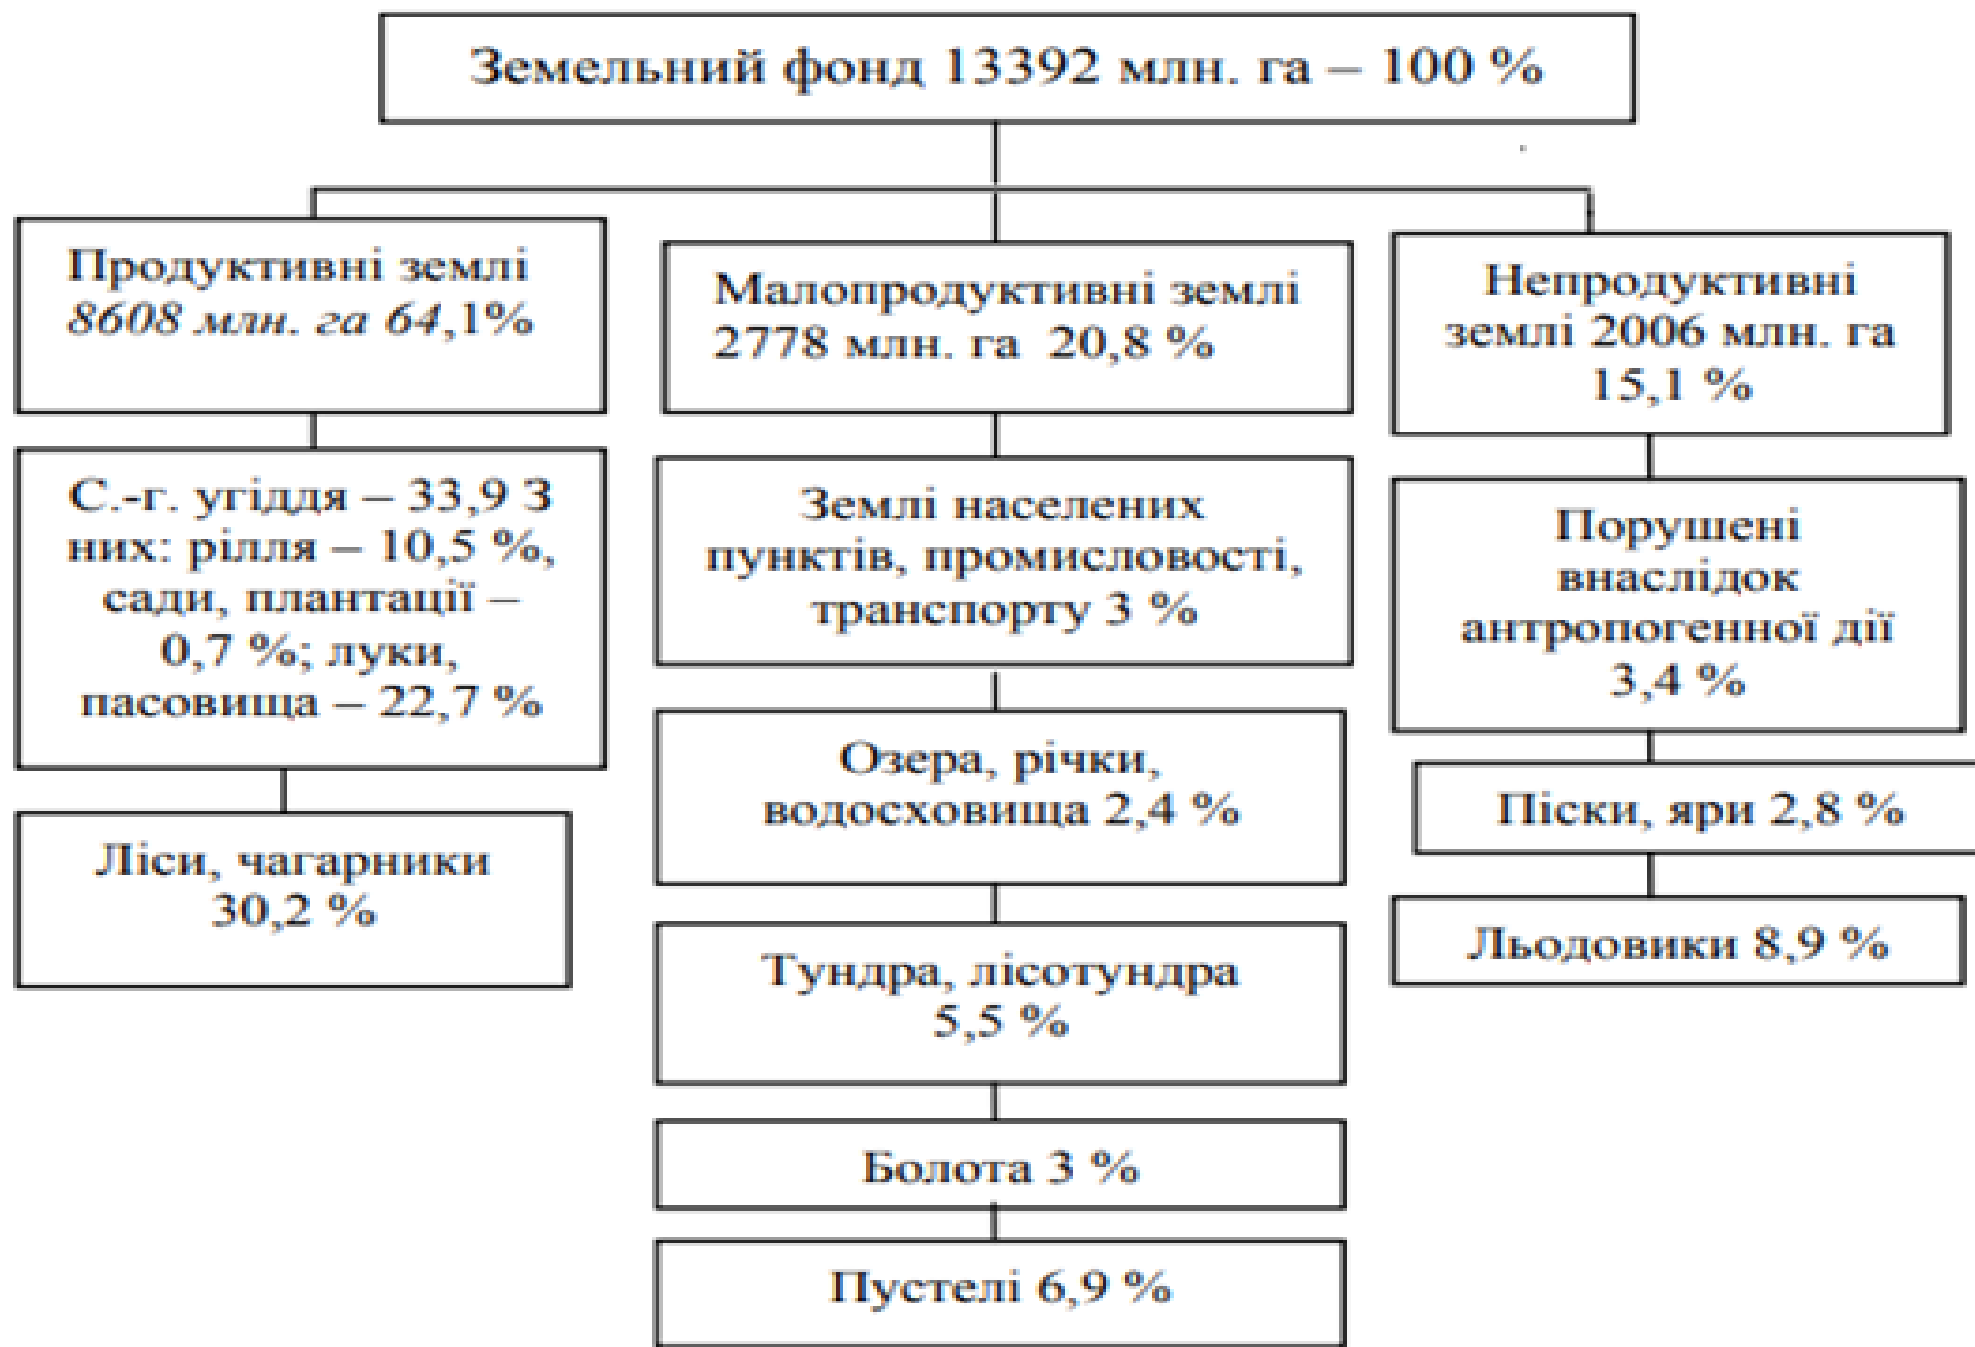 Земельний фонд 13392 млн. га – 100 %
Продуктивні землі
8608 млн. га 64,1%
С.-г. угіддя – 33,9 З
них: рілля – 10,5 %,
сади, плантації –
0,7 %; луки,
пасовища – 22,7 %
Ліси, чагарники
30,2 %
Малопродуктивні землі
2778 млн. га 20,8 %
Землі населених
пунктів, промисловості,
транспорту 3 %
Озера, річки,
водосховища 2,4 %
Тундра, лісотундра
5,5 %
Болота 3 %
Пустелі 6,9 %
Непродуктивні
землі 2006 млн. га
15,1 %
Порушені
внаслідок
антропогенної дії
3,4 %
Піски, яри 2,8 %
Льодовики 8,9 %